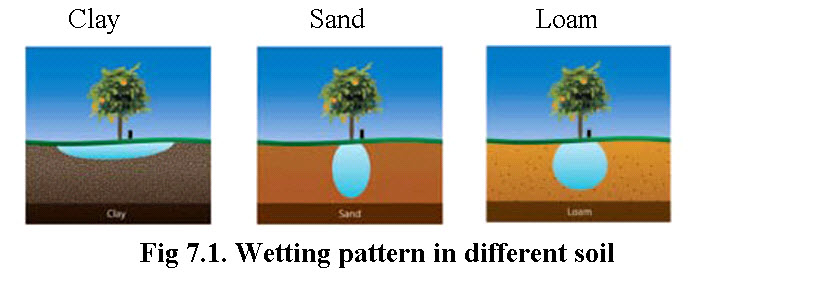 Clay Sand Loam
Clay Sand Loam
Fig 7.1. Wetting pattern in different soil